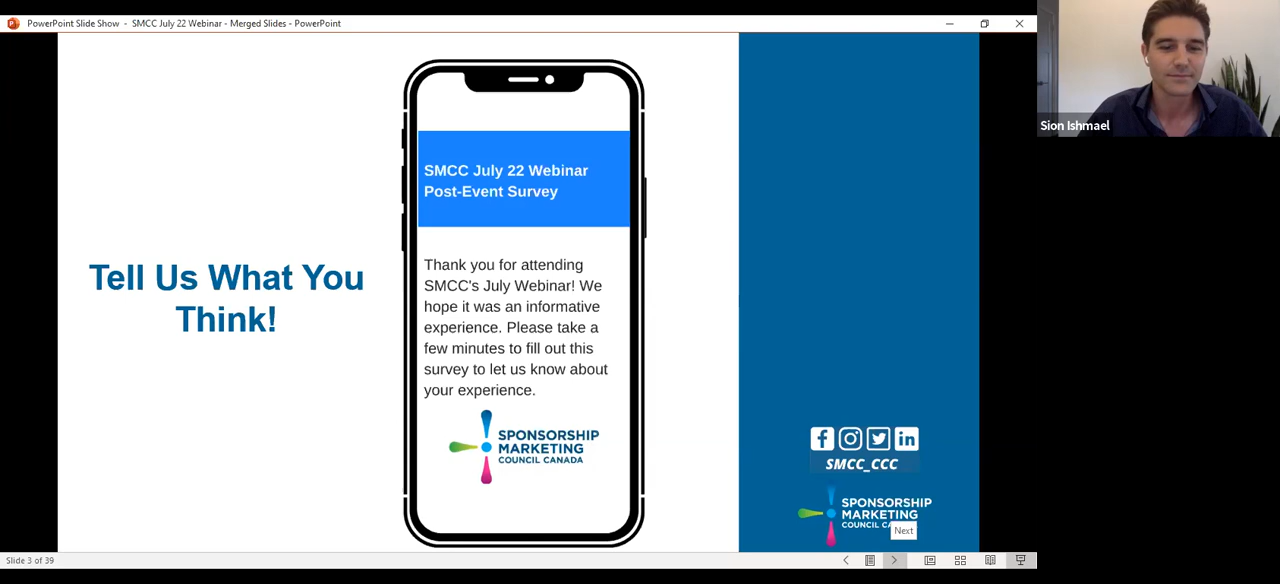 PowerPoint Slide Show - SMCC July 22 Webinar - Merged Slides - PowerPoint
Sion Ishmael
Tell Us What You
Think!
SMCC July 22 Webinar
Post-Event Survey
Thank you for attending
SMCC's July Webinar! We
hope it was an informative
experience. Please take a
few minutes to fill out this
survey to let us know about
your experience.
SPONSORSHIP
MARKETING
COUNCIL CANADA
SMCC_CCC
SPONSORSHIP
MARKETING
COUNCIL
Next
Slide 3 of 39